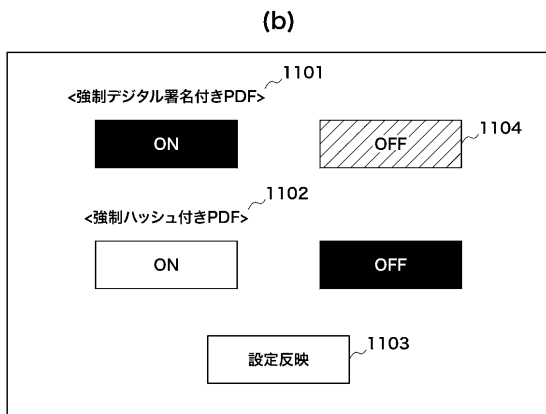 (b)
<強制デジタル署名付きPDF> 1101
ON OFF 1104
<強制ハッシュ付きPDF> 1102
ON OFF
設定反映 1103